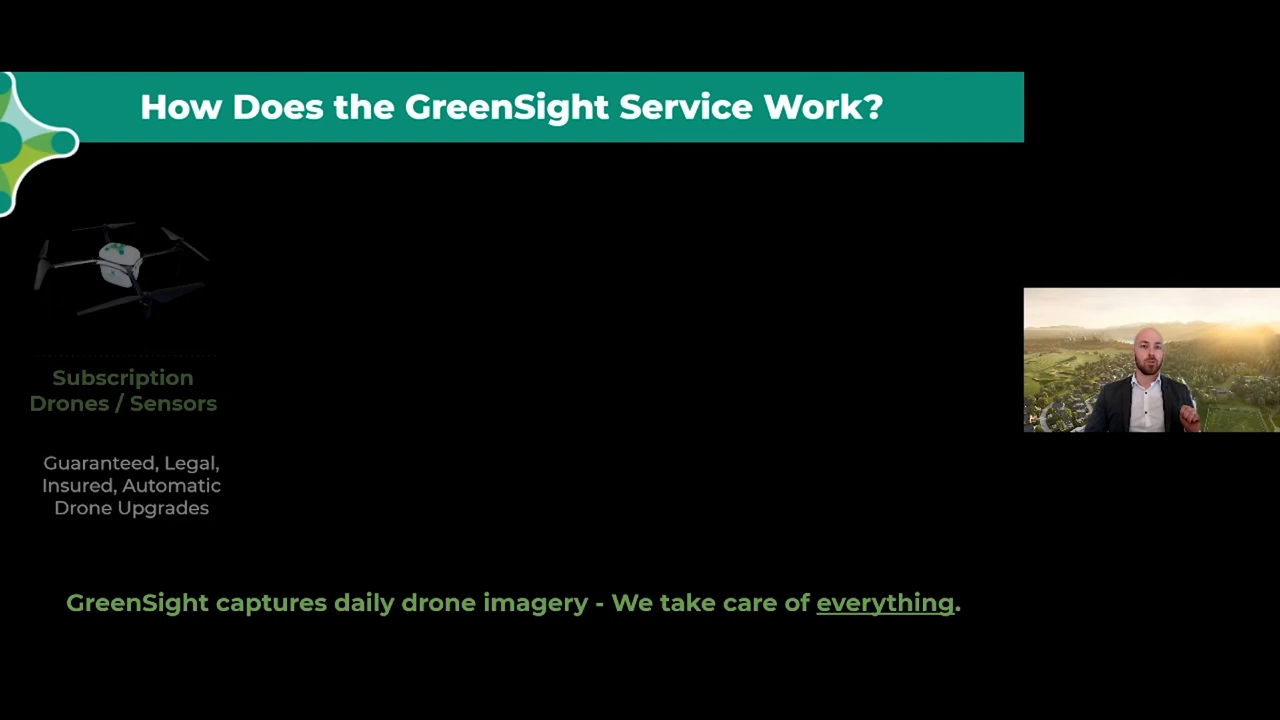 How Does the GreenSight Service Work?
Subscription
Drones / Sensors
Guaranteed, Legal,
Insured, Automatic
Drone Upgrades
GreenSight captures daily drone imagery - We take care of everything.